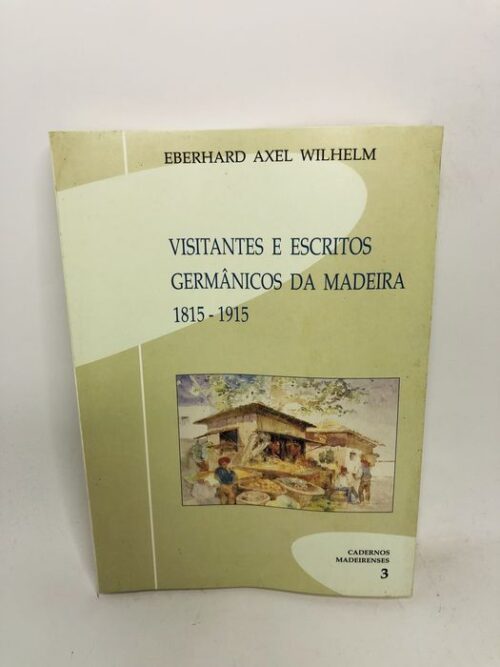 EBERHARD AXEL WILHELM
VISITANTES E ESCRITOS
GERMÂNICOS DA MADEIRA
1815 - 1915
CADERNOS
MADEIRENSES
3